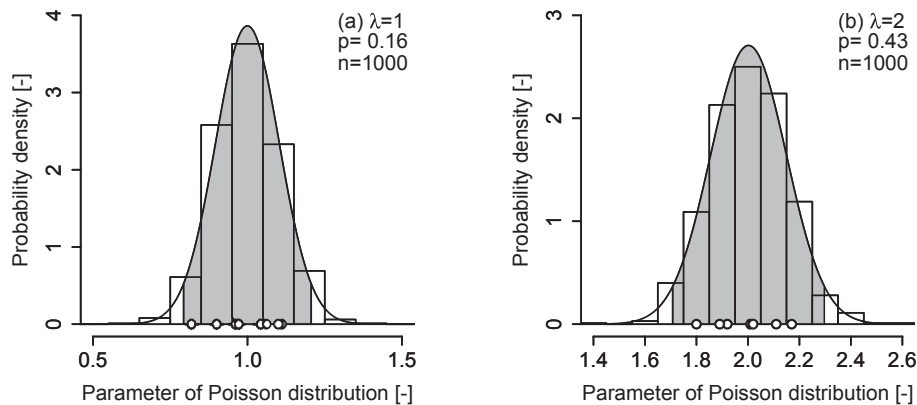 (a) λ=1
p= 0.16
n=1000
Probability density [-]
4
3
2
1
0
0.5 1.0 1.5
Parameter of Poisson distribution [-]
(b) λ=2
p= 0.43
n=1000
Probability density [-]
3
2
1
0
1.4 1.6 1.8 2.0 2.2 2.4 2.6
Parameter of Poisson distribution [-]